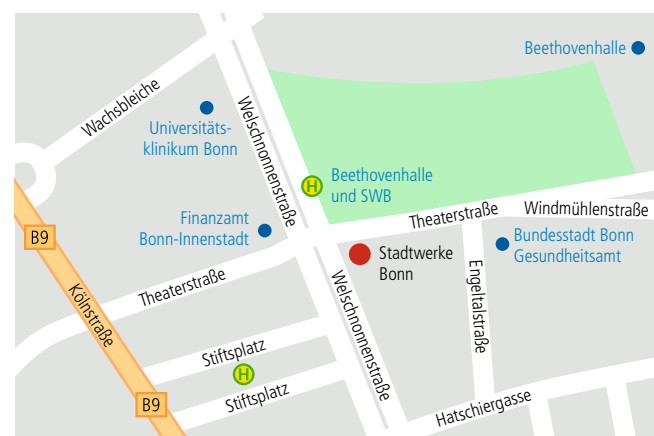 Beethovenhalle
Wachsbleiche
Universitäts-
klinikum Bonn
Welschnonnenstraße
H
Beethovenhalle
und SWB
Theaterstraße
Windmühlenstraße
Finanzamt
Bonn-Innenstadt
B9
Stadtwerke
Bonn
Bundesstadt Bonn
Gesundheitsamt
Theaterstraße
Kölnstraße
Welschnonnenstraße
Engeltalstraße
Stiftsplatz
H
Stiftsplatz
B9
Hatschiergasse